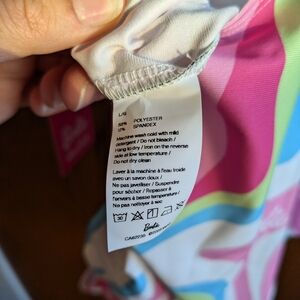 L/G
POLYESTER
SPANDEX
Machine wash cold with mild
detergent / Do not bleach /
Hang to dry / Iron on the reverse
side at low temperature /
Do not dry clean
Laver à la machine à l'eau froide
avec un savon doux /
Ne pas javelliser / Suspendre
pour sécher / Repasser à
l'envers à basse température /
Ne pas nettoyer à sec
Barbie